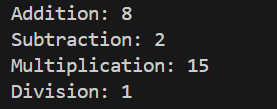 Addition: 8
Subtraction: 2
Multiplication: 15
Division: 1